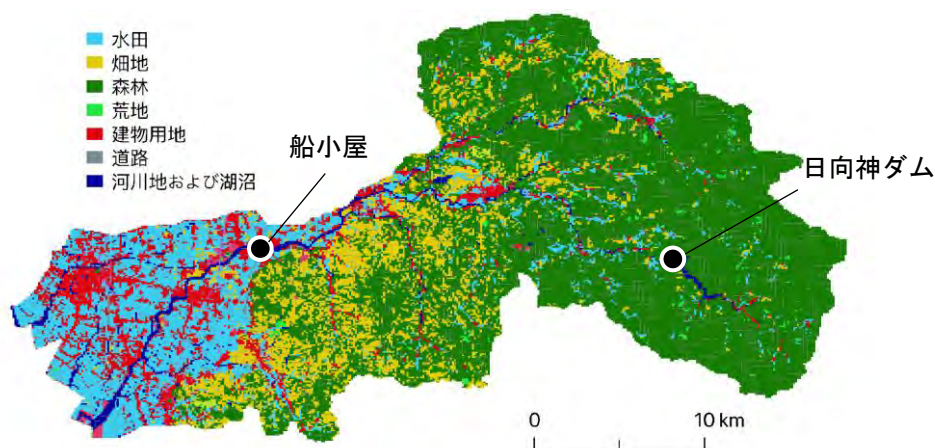 水田
畑地
森林
荒地
建物用地
道路
河川地および湖沼
船小屋
日向神ダム
0 10 km